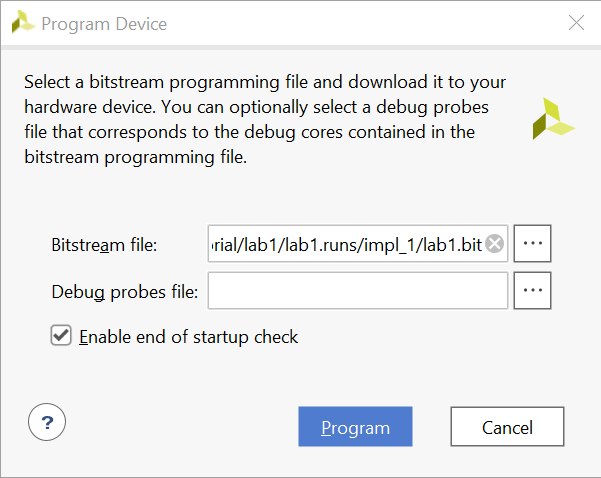 Program Device
Select a bitstream programming file and download it to your
hardware device. You can optionally select a debug probes
file that corresponds to the debug cores contained in the
bitstream programming file.
Bitstream file: rial/lab1/lab1.runs/impl_1/lab1.bit ...
Debug probes file: ...
Enable end of startup check
? Program Cancel